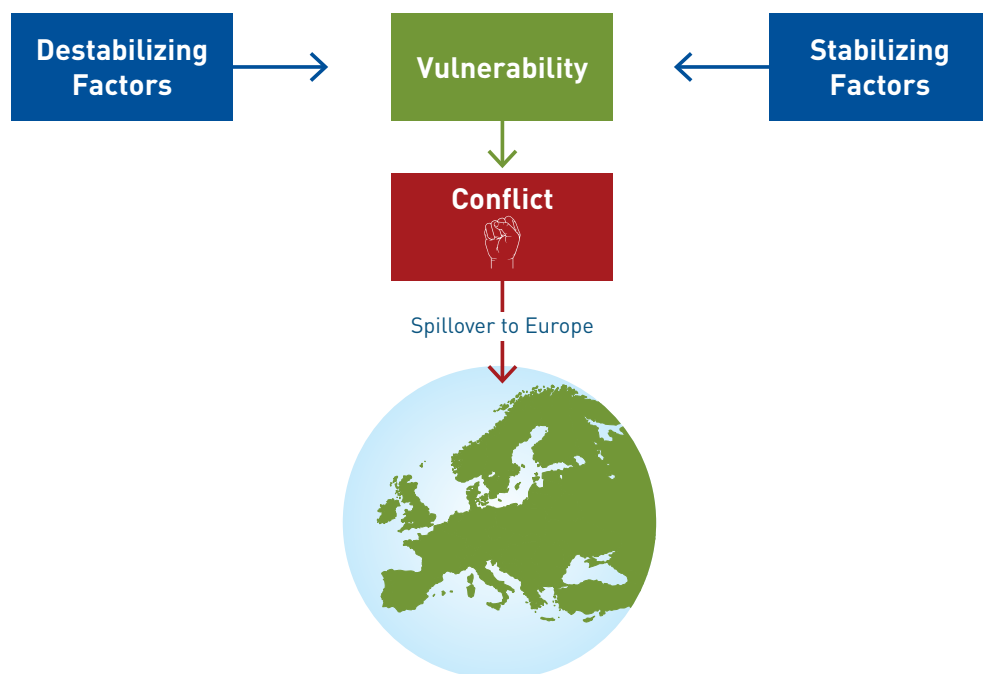 Destabilizing
Factors
Vulnerability
Stabilizing
Factors
Conflict
Spillover to Europe